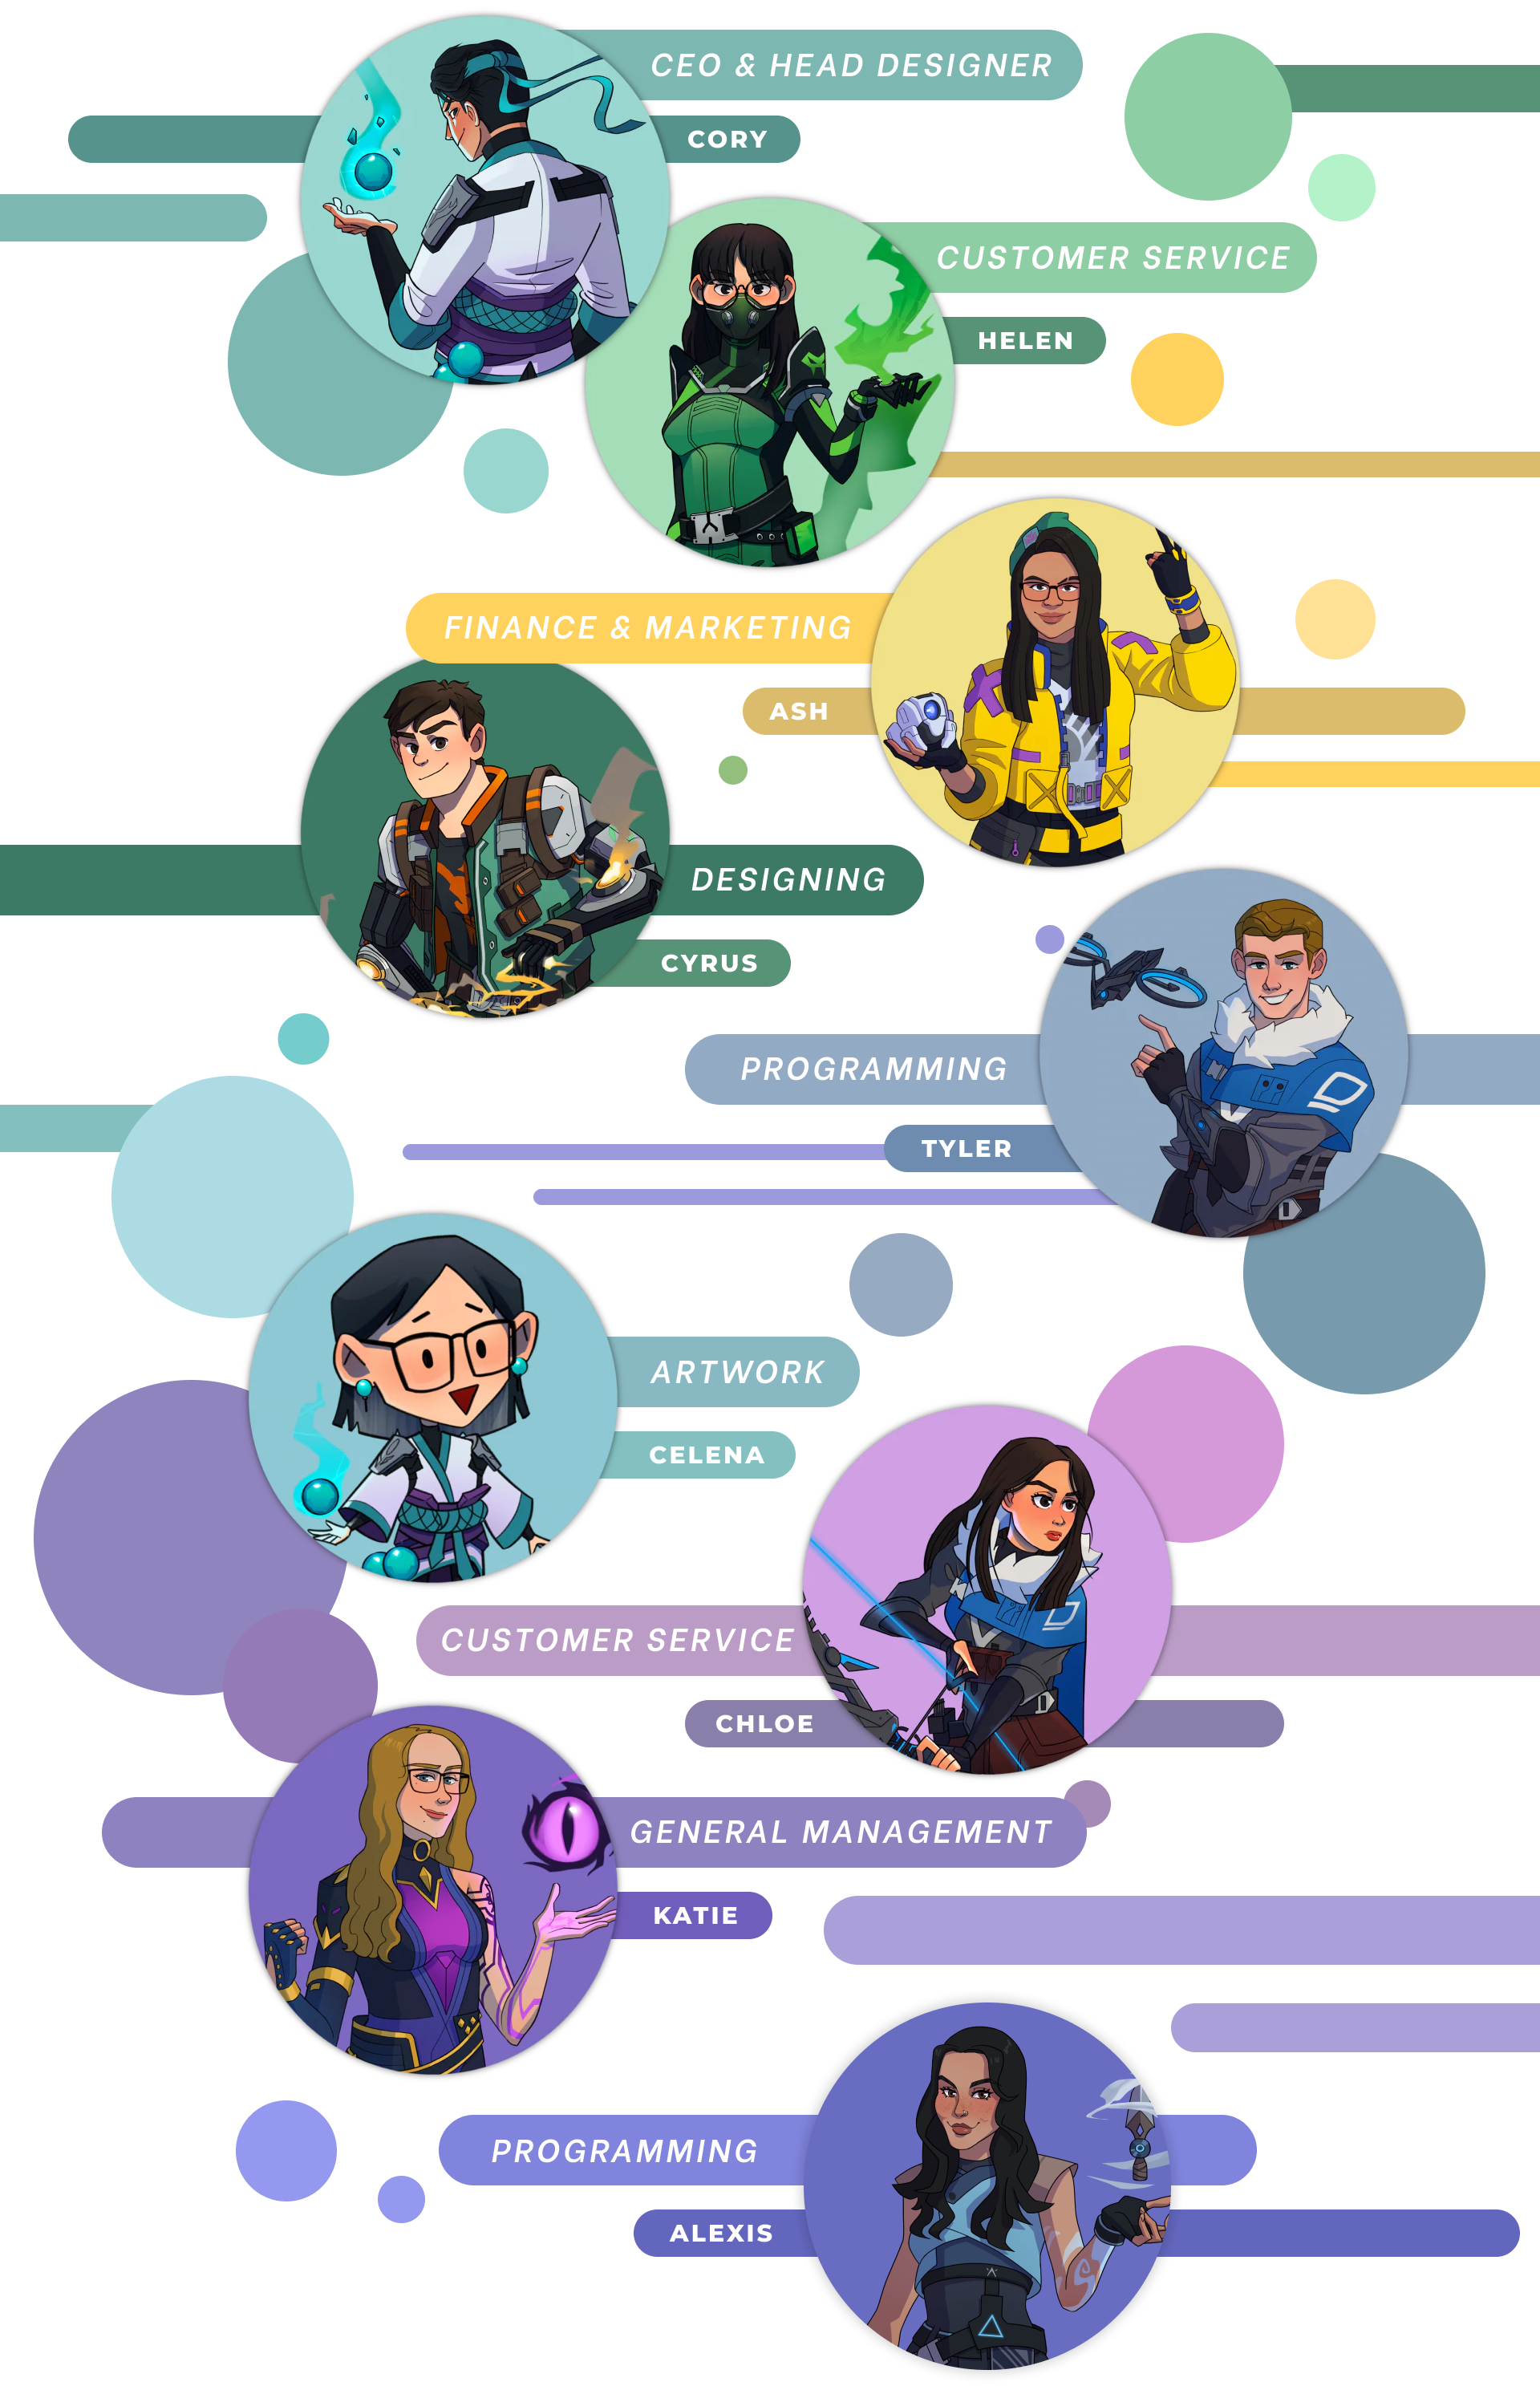 CEO & HEAD DESIGNER
CORY
CUSTOMER SERVICE
HELEN
FINANCE & MARKETING
ASH
DESIGNING
CYRUS
PROGRAMMING
TYLER
ARTWORK
CELENA
CUSTOMER SERVICE
CHLOE
GENERAL MANAGEMENT
KATIE
PROGRAMMING
ALEXIS